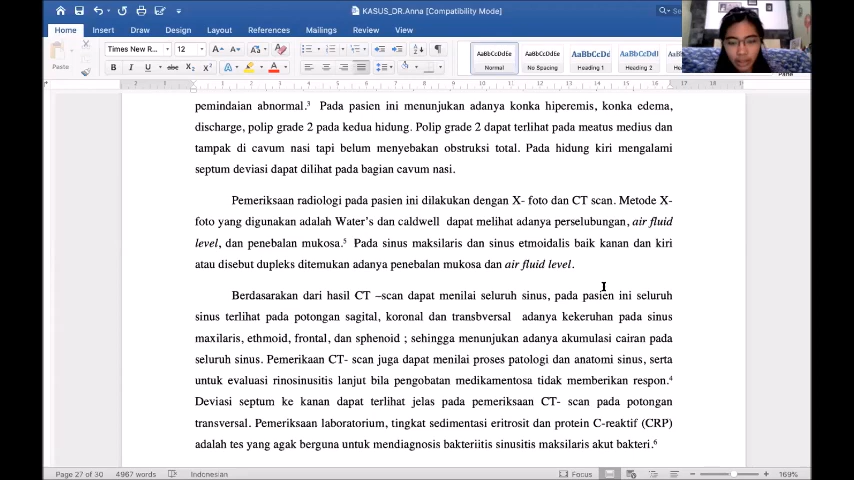 KASUS_DR.Anna [Compatibility Mode]
Home Insert Draw Design Layout References Mailings Review View
Paste
Times New R... 12
AaBbCcDdEe AaBbCcDdEe AaBbCcDd AaBbCcDdI
Normal No Spacing Heading 1 Heading 2
pemindaian abnormal.³ Pada pasien ini menunjukan adanya konka hiperemis, konka edema,
discharge, polip grade 2 pada kedua hidung. Polip grade 2 dapat terlihat pada meatus medius dan
tampak di cavum nasi tapi belum menyebakan obstruksi total. Pada hidung kiri mengalami
septum deviasi dapat dilihat pada bagian cavum nasi.
Pemeriksaan radiologi pada pasien ini dilakukan dengan X- foto dan CT scan. Metode X-
foto yang digunakan adalah Water's dan caldwell dapat melihat adanya perselubungan, air fluid
level, dan penebalan mukosa.⁵ Pada sinus maksilaris dan sinus etmoidalis baik kanan dan kiri
atau disebut dupleks ditemukan adanya penebalan mukosa dan air fluid level.
Berdasarakan dari hasil CT –scan dapat menilai seluruh sinus, pada pasien ini seluruh
sinus terlihat pada potongan sagital, koronal dan transbversal adanya kekeruhan pada sinus
maxilaris, ethmoid, frontal, dan sphenoid ; sehingga menunjukan adanya akumulasi cairan pada
seluruh sinus. Pemerikaan CT- scan juga dapat menilai proses patologi dan anatomi sinus, serta
untuk evaluasi rinosinusitis lanjut bila pengobatan medikamentosa tidak memberikan respon.⁴
Deviasi septum ke kanan dapat terlihat jelas pada pemeriksaan CT- scan pada potongan
transversal. Pemeriksaan laboratorium, tingkat sedimentasi eritrosit dan protein C-reaktif (CRP)
adalah tes yang agak berguna untuk mendiagnosis bakteriitis sinusitis maksilaris akut bakteri.⁶
Page 27 of 30 4967 words Indonesian Focus 169%